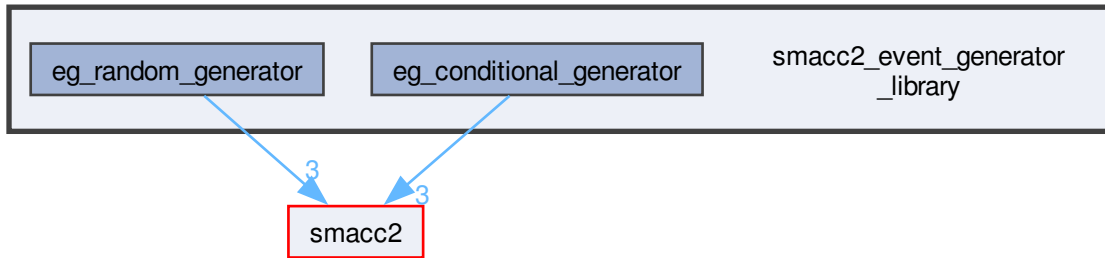 eg_random_generator
eg_conditional_generator
smacc2_event_generator
_library
3
3
smacc2